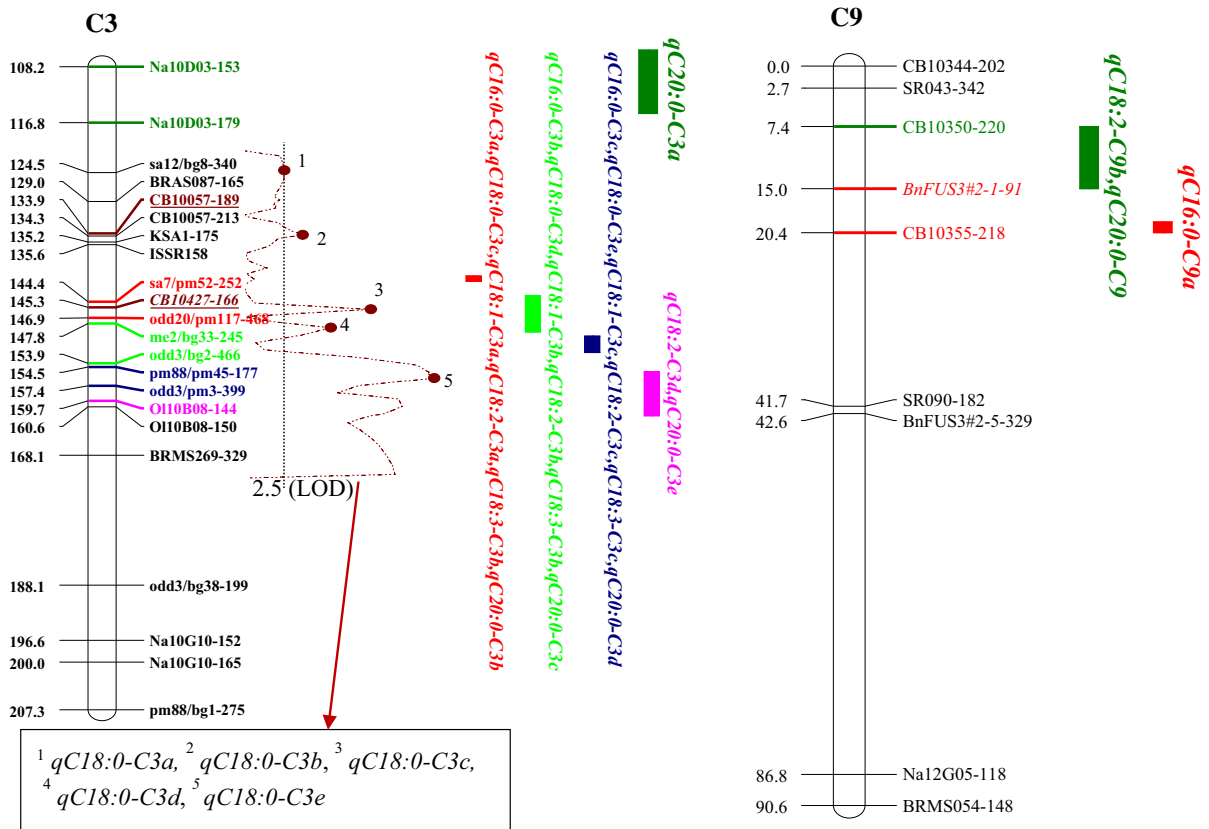 C3
108.2 Na10D03-153
116.8 Na10D03-179
124.5 sa12/bg8-340
129.0 BRAS087-165
133.9 CB10057-189
134.3 CB10057-213
135.2 KSA1-175
135.6 ISSR158
144.4 sa7/pm52-252
145.3 CB10427-166
146.9 odd20/pm117-468
147.8 me2/bg33-245
153.9 odd3/bg2-466
154.5 pm88/pm45-177
157.4 odd3/pm3-399
159.7 Ol10B08-144
160.6 Ol10B08-150
168.1 BRMS269-329
188.1 odd3/bg38-199
196.6 Na10G10-152
200.0 Na10G10-165
207.3 pm88/bg1-275
1
2
3
4
5
2.5 (LOD)
qC16:0-C3a,qC18:0-C3c,qC18:1-C3a,qC18:2-C3a,qC18:3-C3b,qC20:0-C3b
qC16:0-C3b,qC18:0-C3d,qC18:1-C3b,qC18:2-C3b,qC18:3-C3b,qC20:0-C3c
qC16:0-C3c,qC18:0-C3e,qC18:1-C3c,qC18:2-C3c,qC18:3-C3c,qC20:0-C3d
qC20:0-C3a
qC18:2-C3d,qC20:0-C3e
1 qC18:0-C3a, 2 qC18:0-C3b, 3 qC18:0-C3c,
4 qC18:0-C3d, 5 qC18:0-C3e
C9
0.0 CB10344-202
2.7 SR043-342
7.4 CB10350-220
15.0 BnFUS3#2-1-91
20.4 CB10355-218
41.7 SR090-182
42.6 BnFUS3#2-5-329
86.8 Na12G05-118
90.6 BRMS054-148
qC18:2-C9b,qC20:0-C9
qC16:0-C9a